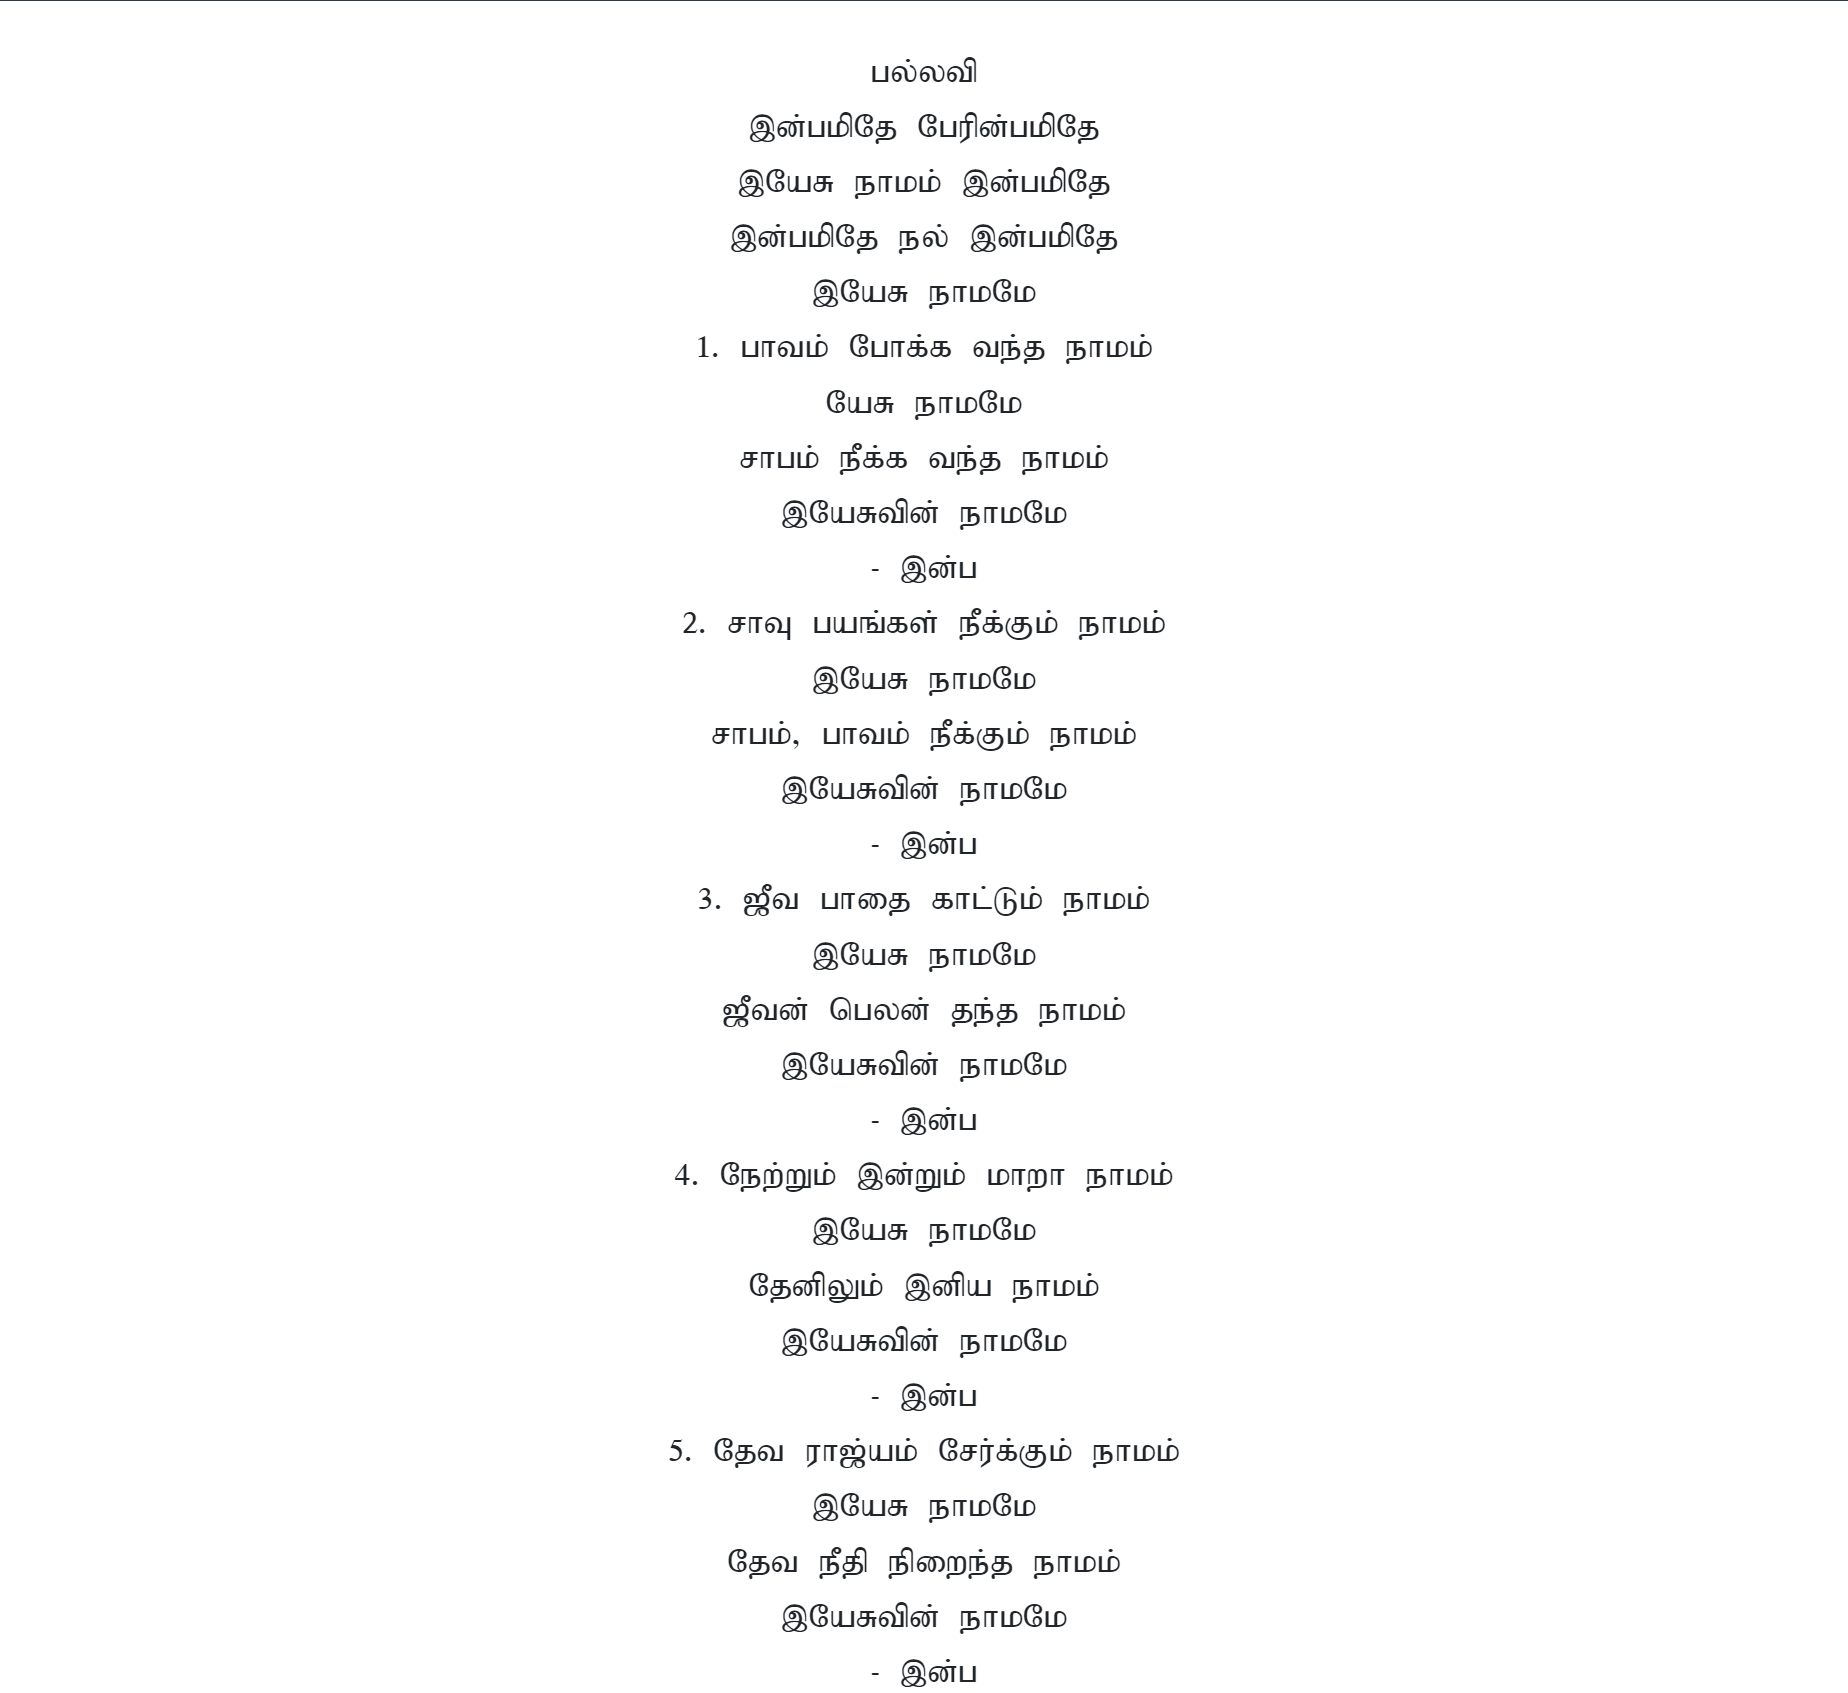 பல்லவி
இன்பமிதே பேரின்பமிதே
இயேசு நாமம் இன்பமிதே
இன்பமிதே நல் இன்பமிதே
இயேசு நாமமே
1. பாவம் போக்க வந்த நாமம்
யேசு நாமமே
சாபம் நீக்க வந்த நாமம்
இயேசுவின் நாமமே
- இன்ப
2. சாவு பயங்கள் நீக்கும் நாமம்
இயேசு நாமமே
சாபம், பாவம் நீக்கும் நாமம்
இயேசுவின் நாமமே
- இன்ப
3. ஜீவ பாதை காட்டும் நாமம்
இயேசு நாமமே
ஜீவன் பெலன் தந்த நாமம்
இயேசுவின் நாமமே
- இன்ப
4. நேற்றும் இன்றும் மாறா நாமம்
இயேசு நாமமே
தேனிலும் இனிய நாமம்
இயேசுவின் நாமமே
- இன்ப
5. தேவ ராஜ்யம் சேர்க்கும் நாமம்
இயேசு நாமமே
தேவ நீதி நிறைந்த நாமம்
இயேசுவின் நாமமே
- இன்ப